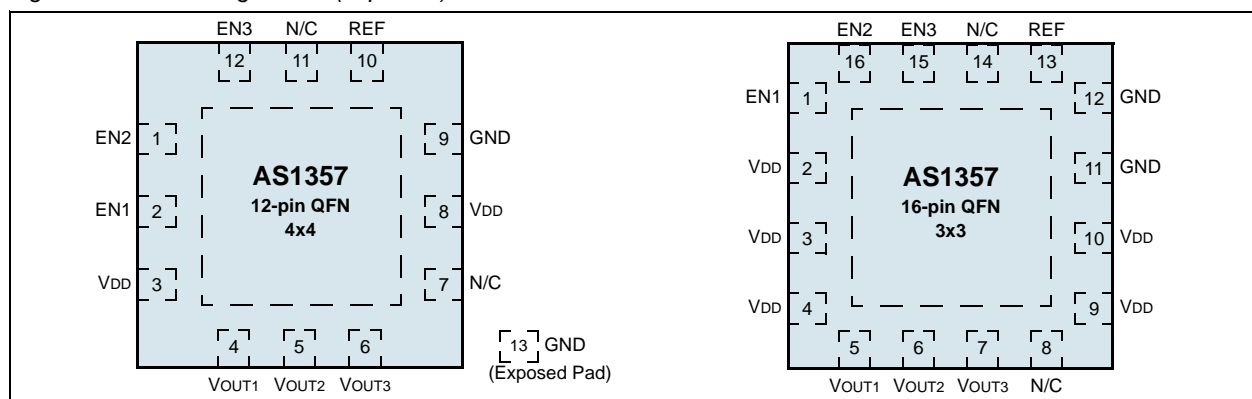 EN3 N/C REF
12 11 10
EN2 1
EN1 2
VDD 3
AS1357
12-pin QFN
4x4
9 GND
8 VDD
7 N/C
4 5 6
VOUT1 VOUT2 VOUT3
13 GND
(Exposed Pad)
EN2 EN3 N/C REF
16 15 14 13
EN1 1
VDD 2
VDD 3
VDD 4
AS1357
16-pin QFN
3x3
12 GND
11 GND
10 VDD
9 VDD
5 6 7 8
VOUT1 VOUT2 VOUT3 N/C